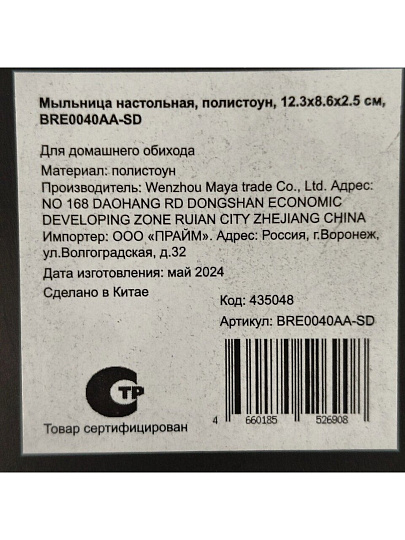 Мыльница настольная, полистоун, 12.3x8.6x2.5 см,
BRE0040AA-SD
Для домашнего обихода
Материал: полистоун
Производитель: Wenzhou Maya trade Co., Ltd. Адрес:
NO 168 DAOHANG RD DONGSHAN ECONOMIC
DEVELOPING ZONE RUIAN CITY ZHEJIANG CHINA
Импортер: ООО «ПРАЙМ». Адрес: Россия, г.Воронеж,
ул.Волгоградская, д.32
Дата изготовления: май 2024
Сделано в Китае
Код: 435048
Артикул: BRE0040AA-SD
СТР
4 660185 526908
Товар сертифицирован